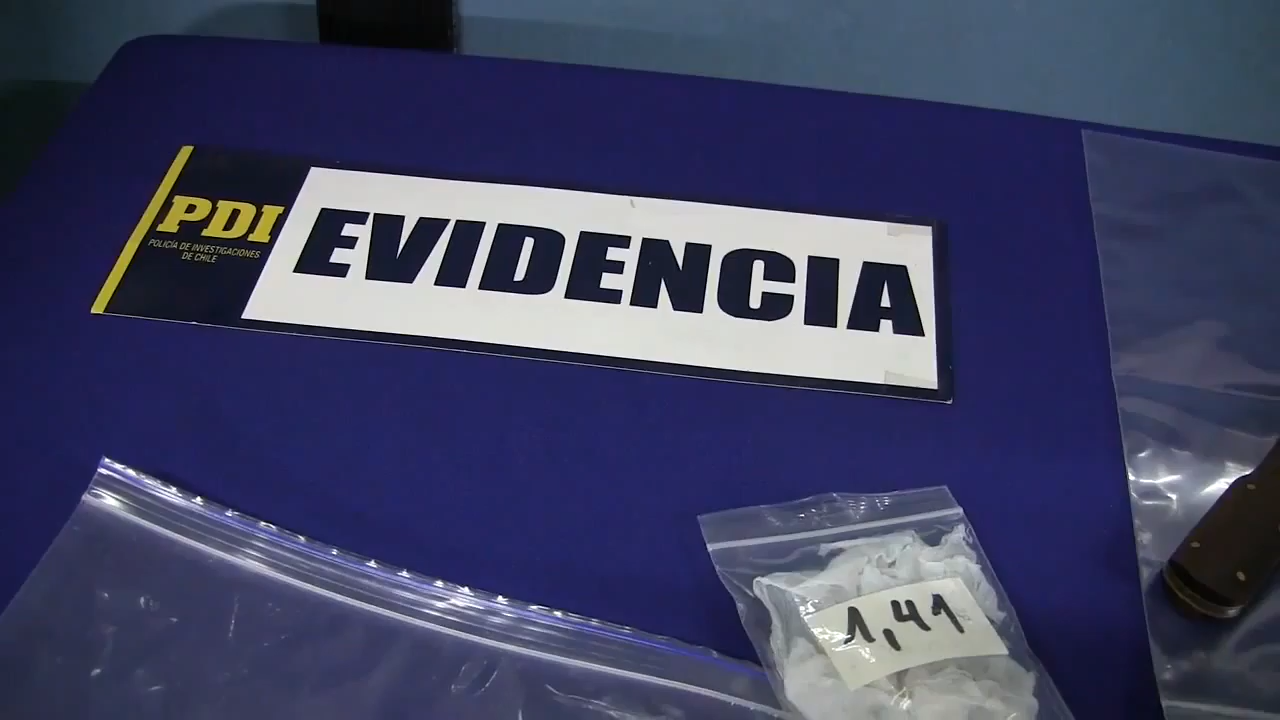 PDI
POLICÍA DE INVESTIGACIONES
DE CHILE
EVIDENCIA
1,41